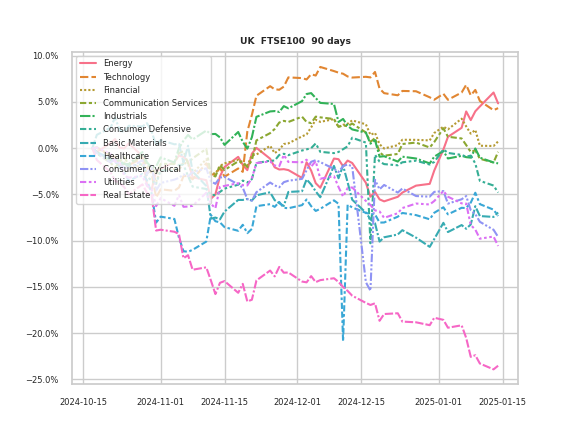 UK  FTSE100  90 days
10.0%
5.0%
0.0%
−5.0%
−10.0%
−15.0%
−20.0%
−25.0%
Energy
Technology
Financial
Communication Services
Industrials
Consumer Defensive
Basic Materials
Healthcare
Consumer Cyclical
Utilities
Real Estate
2024-10-15
2024-11-01
2024-11-15
2024-12-01
2024-12-15
2025-01-01
2025-01-15